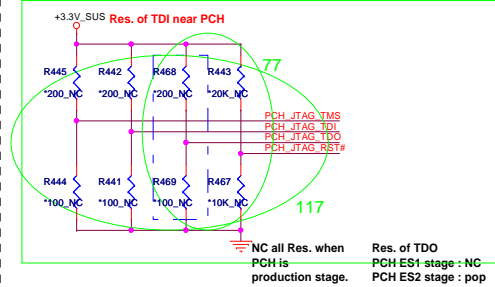 +3.3V_SUS Res. of TDI near PCH
R445 R442 R468 R443
*200_NC *200_NC *200_NC *20K_NC
77
PCH_JTAG_TMS
PCH_JTAG_TDI
PCH_JTAG_TDO
PCH_JTAG_RST#
R444 R441 R469 R467
*100_NC *100_NC *100_NC *10K_NC
117
NC all Res. when
PCH is
production stage.
Res. of TDO
PCH ES1 stage : NC
PCH ES2 stage : pop